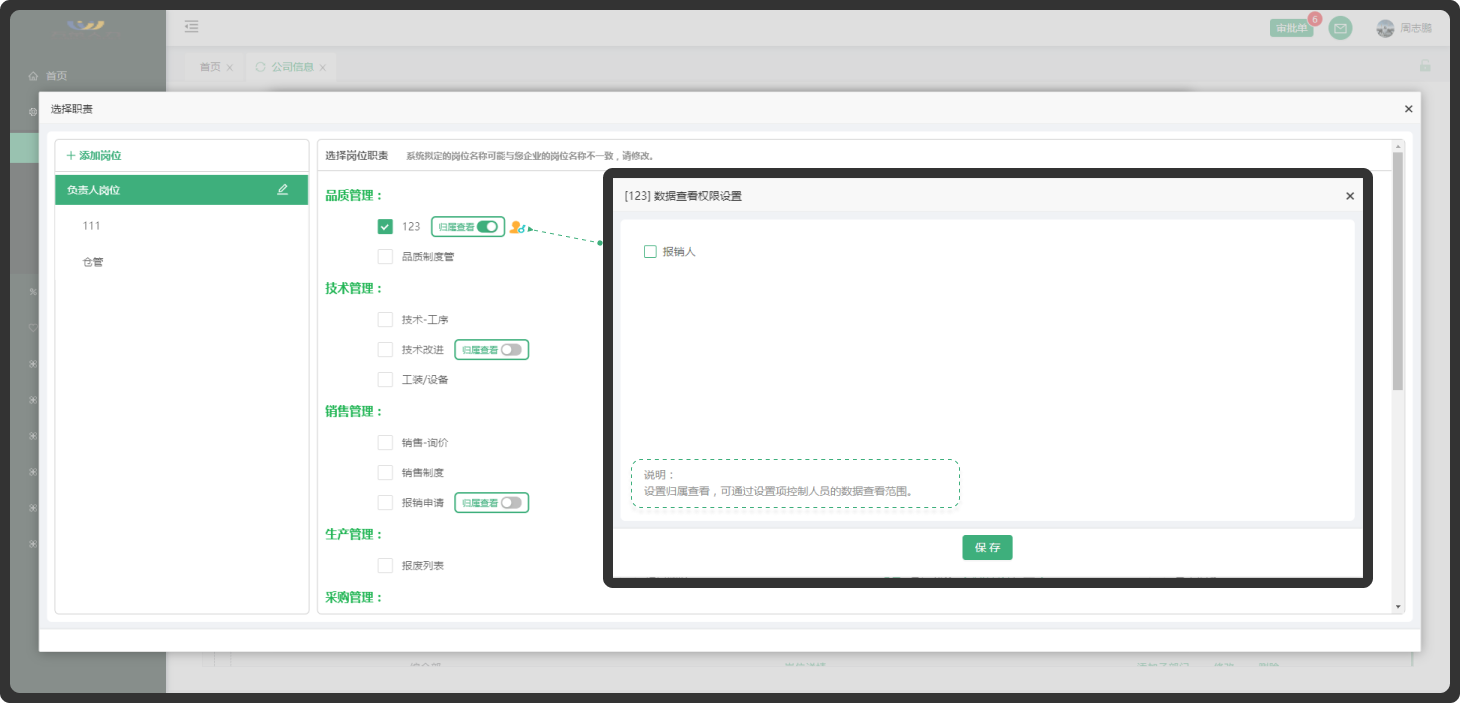 审批单
6
周志鹏
首页
首页
公司信息
选择职责
添加岗位
负责人岗位
111
仓管
选择岗位职责 系统拟定的岗位名称可能与您企业的岗位名称不一致，请修改。
品质管理：
123 归属查看
品质制度管
技术管理：
技术-工序
技术改进 归属查看
工装/设备
销售管理：
销售-询价
销售制度
报销申请 归属查看
生产管理：
报废列表
采购管理：
[123] 数据查看权限设置
报销人
说明：
设置归属查看，可通过设置项控制人员的数据查看范围。
保存